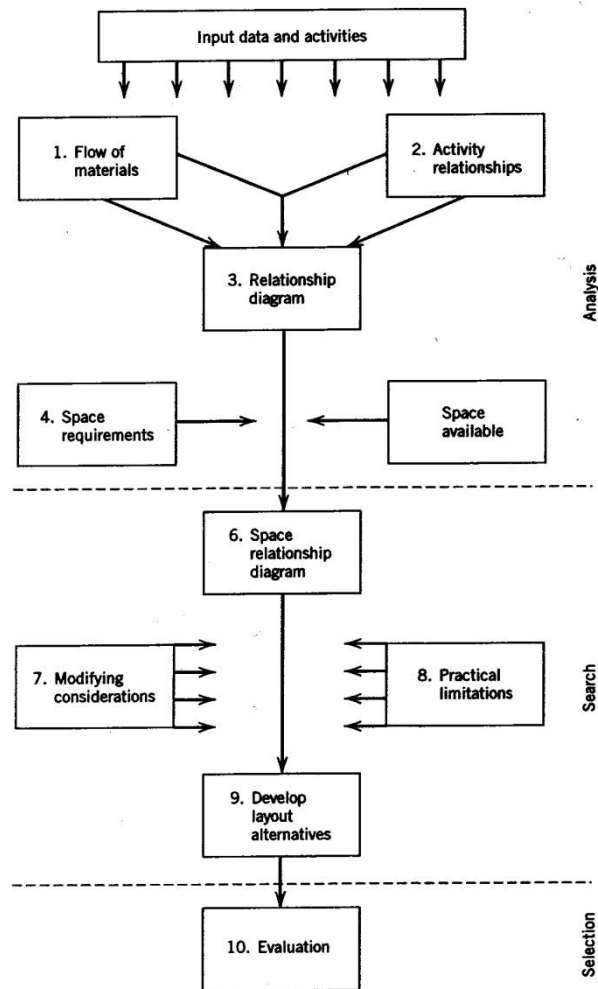 Input data and activities
1. Flow of
materials
2. Activity
relationships
3. Relationship
diagram
Analysis
4. Space
requirements
Space
available
6. Space
relationship
diagram
7. Modifying
considerations
8. Practical
limitations
Search
9. Develop
layout
alternatives
10. Evaluation
Selection